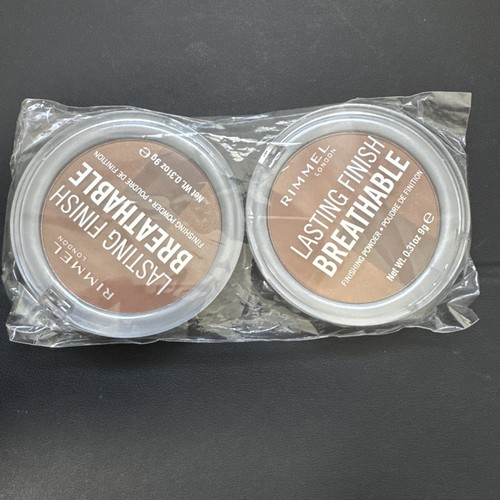 RIMMEL
LONDON
LASTING FINISH
BREATHABLE
FINISHING POWDER • POUDRE DE FINITION
Net Wt. 0.31oz 9g ℮
RIMMEL
LONDON
LASTING FINISH
BREATHABLE
FINISHING POWDER • POUDRE DE FINITION
Net Wt. 0.31oz 9g ℮